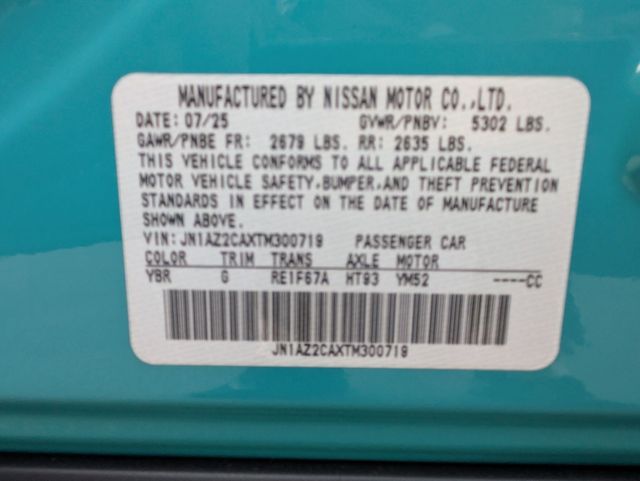 MANUFACTURED BY NISSAN MOTOR CO.,LTD.
DATE: 07/25 GVWR/PNBV: 5302 LBS.
GAWR/PNBE FR: 2679 LBS. RR: 2635 LBS.
THIS VEHICLE CONFORMS TO ALL APPLICABLE FEDERAL
MOTOR VEHICLE SAFETY,BUMPER,AND THEFT PREVENTION
STANDARDS IN EFFECT ON THE DATE OF MANUFACTURE
SHOWN ABOVE.
VIN:JN1AZ2CAXTM300719 PASSENGER CAR
COLOR TRIM TRANS AXLE MOTOR
YBR G RE1F67A HT93 YM52 ----CC
JN1AZ2CAXTM300719